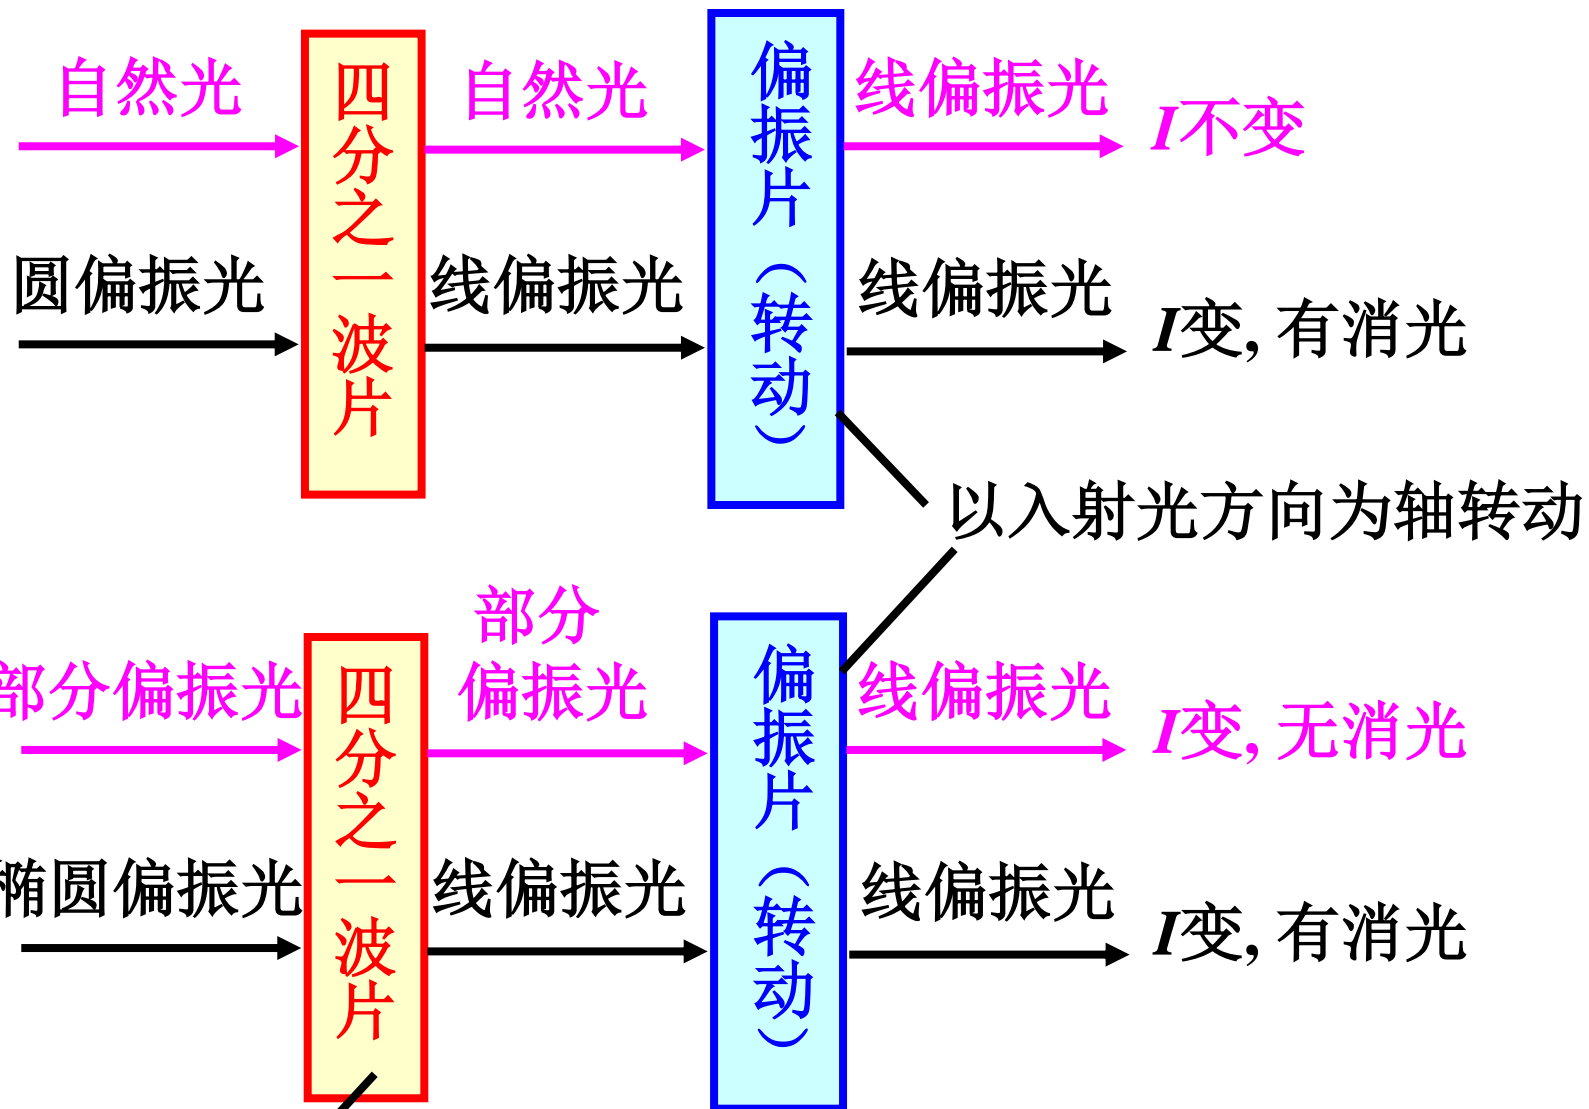 自然光
四分之一波片
自然光
偏振片（转动）
线偏振光
I不变
圆偏振光
线偏振光
线偏振光
I变, 有消光
以入射光方向为轴转动
部分偏振光
四分之一波片
部分
偏振光
偏振片（转动）
线偏振光
I变, 无消光
椭圆偏振光
线偏振光
线偏振光
I变, 有消光